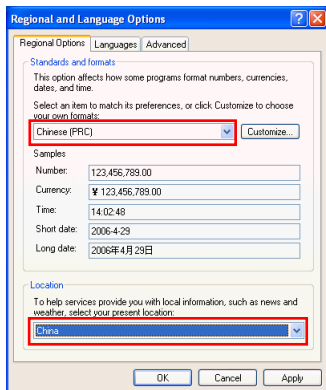 Regional and Language Options
Regional Options Languages Advanced
Standards and formats
This option affects how some programs format numbers, currencies,
dates, and time.
Select an item to match its preferences, or click Customize to choose
your own formats:
Chinese (PRC) Customize...
Samples
Number: 123,456,789.00
Currency: ¥ 123,456,789.00
Time: 14:02:48
Short date: 2006-4-29
Long date: 2006年4月29日
Location
To help services provide you with local information, such as news and
weather, select your present location:
China
OK Cancel Apply